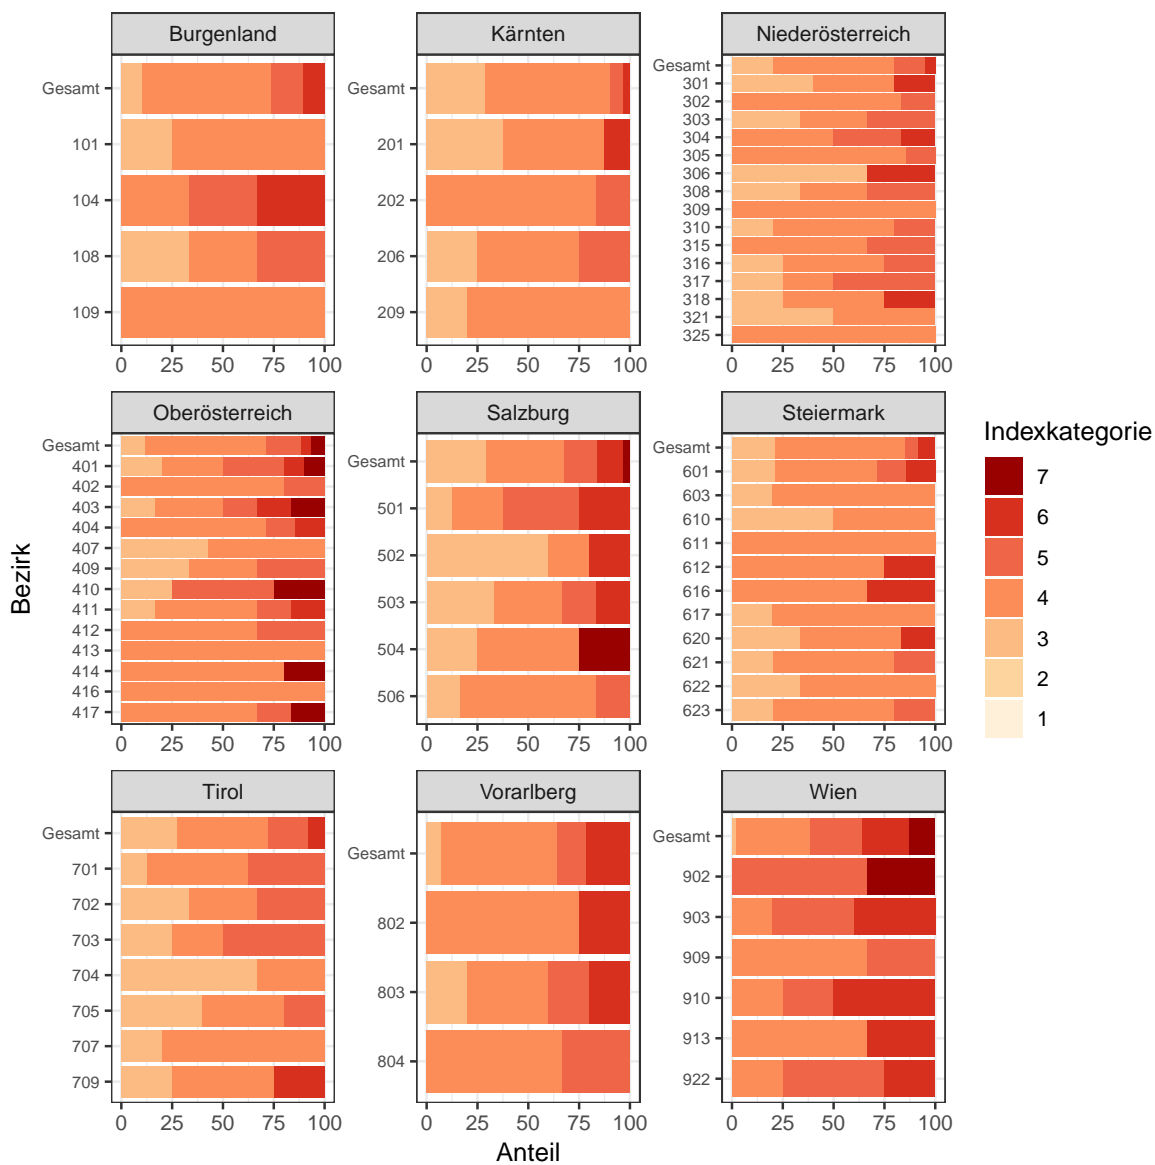 Burgenland
Kärnten
Niederösterreich
Gesamt
101
104
108
109
0 25 50 75 100
Gesamt
201
202
206
209
0 25 50 75 100
Gesamt
301
302
303
304
305
306
308
309
310
315
316
317
318
321
325
0 25 50 75 100
Oberösterreich
Salzburg
Steiermark
Gesamt
401
402
403
404
407
409
410
411
412
413
414
416
417
0 25 50 75 100
Gesamt
501
502
503
504
506
0 25 50 75 100
Gesamt
601
603
610
611
612
616
617
620
621
622
623
0 25 50 75 100
Tirol
Vorarlberg
Wien
Gesamt
701
702
703
704
705
707
709
0 25 50 75 100
Gesamt
802
803
804
0 25 50 75 100
Gesamt
902
903
909
910
913
922
0 25 50 75 100
Bezirk
Anteil
Indexkategorie
7
6
5
4
3
2
1